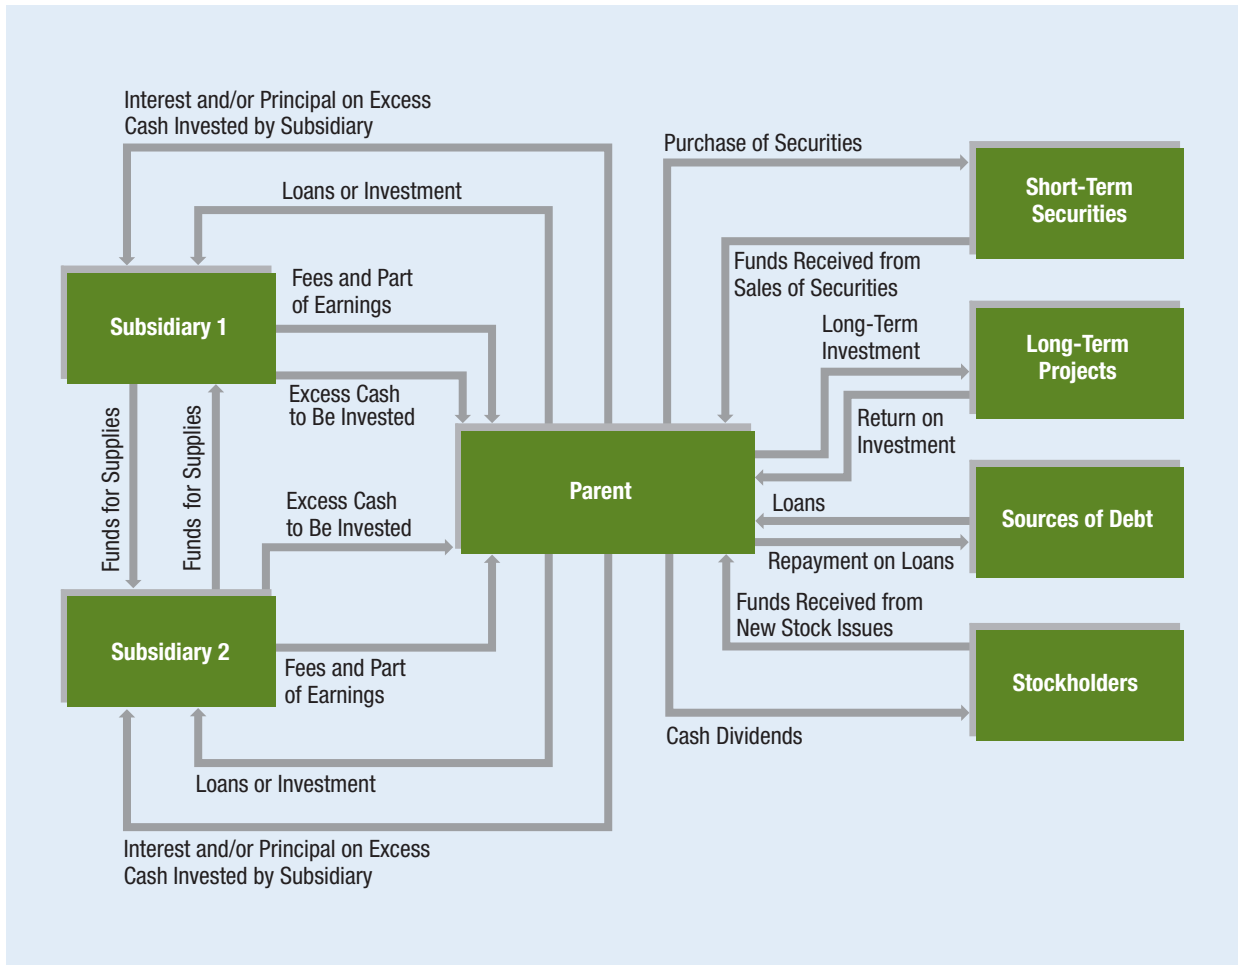 Interest and/or Principal on Excess
Cash Invested by Subsidiary
Purchase of Securities
Loans or Investment
Short-Term
Securities
Fees and Part
of Earnings
Funds Received from
Sales of Securities
Subsidiary 1
Long-Term
Investment
Long-Term
Projects
Excess Cash
to Be Invested
Return on
Investment
Funds for Supplies
Funds for Supplies
Parent
Excess Cash
to Be Invested
Loans
Sources of Debt
Repayment on Loans
Funds Received from
New Stock Issues
Subsidiary 2
Fees and Part
of Earnings
Stockholders
Cash Dividends
Loans or Investment
Interest and/or Principal on Excess
Cash Invested by Subsidiary